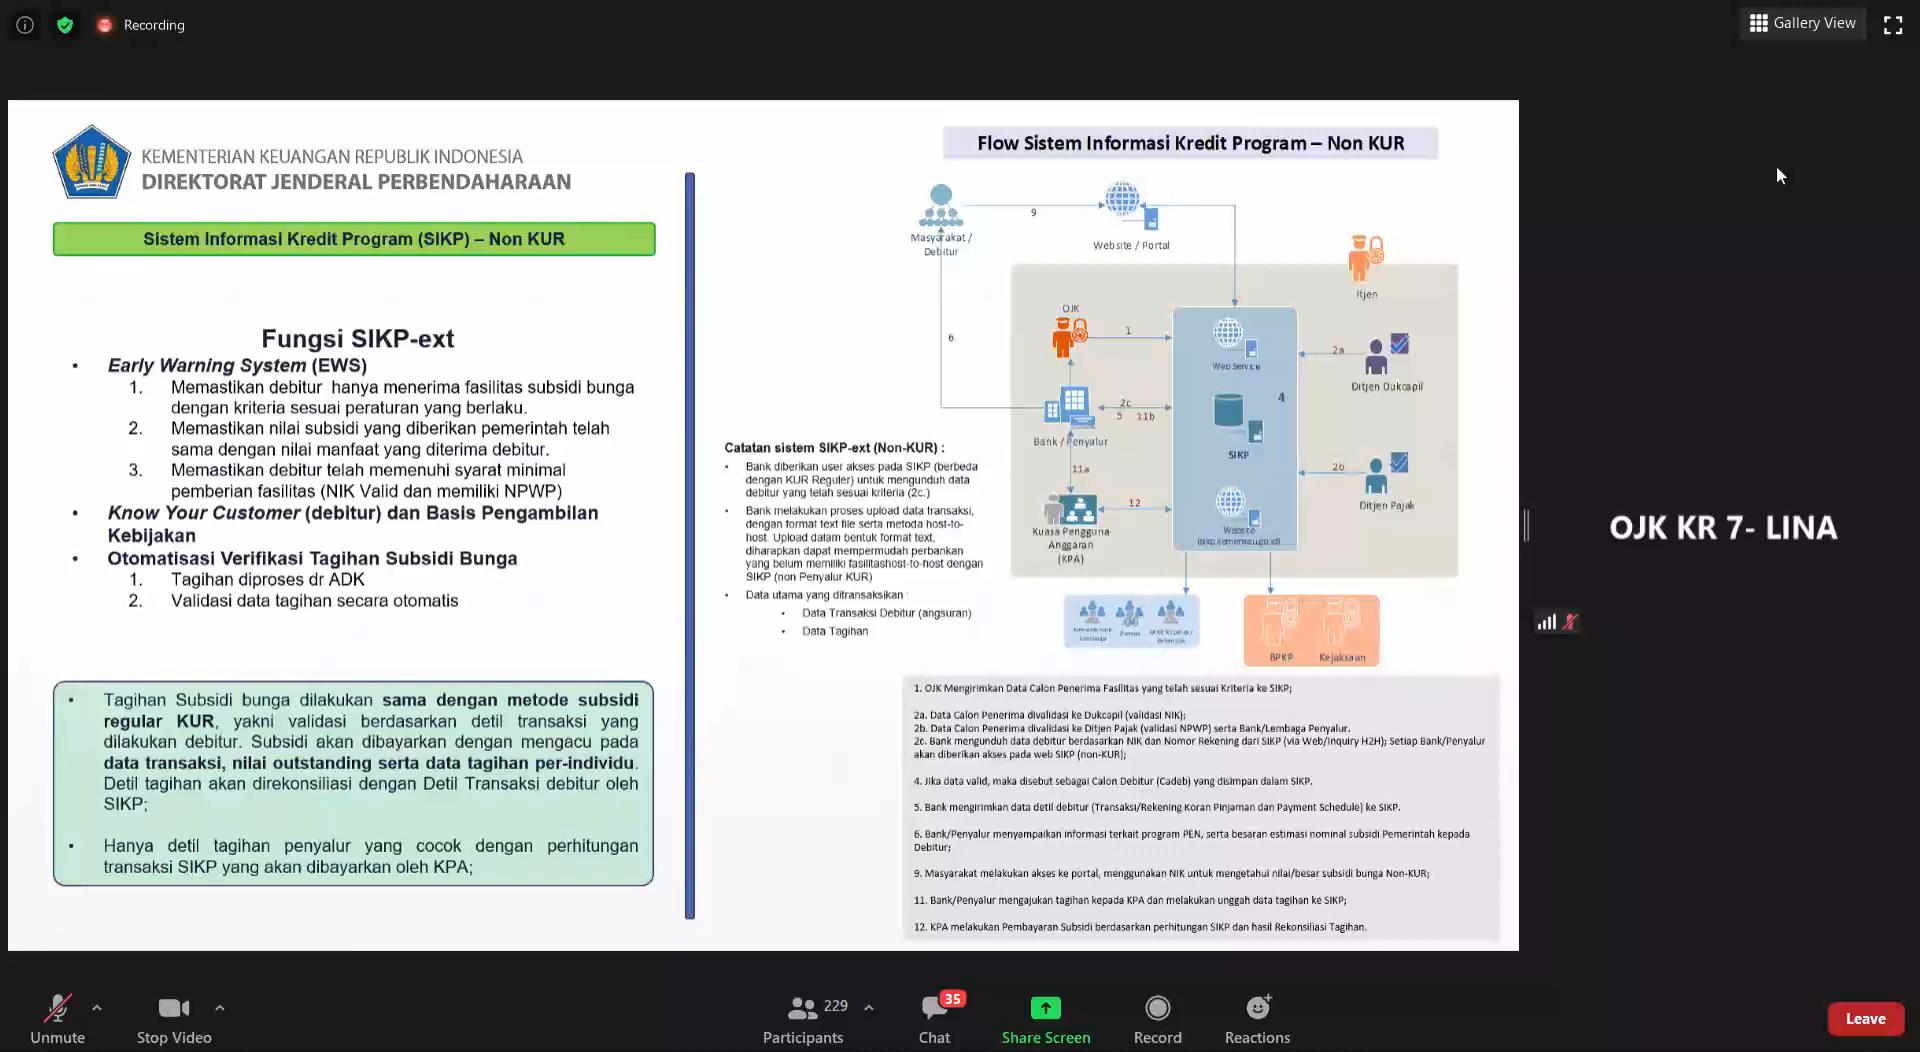 Recording
Gallery View
KEMENTERIAN KEUANGAN REPUBLIK INDONESIA
DIREKTORAT JENDERAL PERBENDAHARAAN
Sistem Informasi Kredit Program (SIKP) – Non KUR
Fungsi SIKP-ext
• Early Warning System (EWS)
1. Memastikan debitur hanya menerima fasilitas subsidi bunga
dengan kriteria sesuai peraturan yang berlaku.
2. Memastikan nilai subsidi yang diberikan pemerintah telah
sama dengan nilai manfaat yang diterima debitur.
3. Memastikan debitur telah memenuhi syarat minimal
pemberian fasilitas (NIK Valid dan memiliki NPWP)
• Know Your Customer (debitur) dan Basis Pengambilan
Kebijakan
• Otomatisasi Verifikasi Tagihan Subsidi Bunga
1. Tagihan diproses dr ADK
2. Validasi data tagihan secara otomatis
• Tagihan Subsidi bunga dilakukan sama dengan metode subsidi
regular KUR, yakni validasi berdasarkan detil transaksi yang
dilakukan debitur. Subsidi akan dibayarkan dengan mengacu pada
data transaksi, nilai outstanding serta data tagihan per-individu.
Detil tagihan akan direkonsiliasi dengan Detil Transaksi debitur oleh
SIKP;
• Hanya detil tagihan penyalur yang cocok dengan perhitungan
transaksi SIKP yang akan dibayarkan oleh KPA;
Flow Sistem Informasi Kredit Program – Non KUR
Masyarakat /
Debitur
9
Website / Portal
Itjen
OJK
1
6
Web Service
2a
Ditjen Dukcapil
4
2c
5 11b
Bank / Penyalur
SIKP
11a
2b
Ditjen Pajak
12
Kuasa Pengguna
Anggaran
(KPA)
Website
(sikp.kemenkeu.go.id)
BPKP
Kejaksaan
Catatan sistem SIKP-ext (Non-KUR) :
• Bank diberikan user akses pada SIKP (berbeda
dengan KUR Reguler) untuk mengunduh data
debitur yang telah sesuai kriteria (2c.)
• Bank melakukan proses upload data transaksi,
dengan format text file serta metoda host-to-
host. Upload dalam bentuk format text,
diharapkan dapat mempermudah perbankan
yang belum memiliki fasilitashost-to-host dengan
SIKP (non Penyalur KUR)
• Data utama yang ditransaksikan :
• Data Transaksi Debitur (angsuran)
• Data Tagihan
1. OJK Mengirimkan Data Calon Penerima Fasilitas yang telah sesuai Kriteria ke SIKP;
2a. Data Calon Penerima divalidasi ke Dukcapil (validasi NIK);
2b. Data Calon Penerima divalidasi ke Ditjen Pajak (validasi NPWP) serta Bank/Lembaga Penyalur.
2c. Bank mengunduh data debitur berdasarkan NIK dan Nomor Rekening dari SIKP (via Web/Inquiry H2H); Setiap Bank/Penyalur
akan diberikan akses pada web SIKP (non-KUR);
4. Jika data valid, maka disebut sebagai Calon Debitur (Cadeb) yang disimpan dalam SIKP.
5. Bank mengirimkan data detil debitur (Transaksi/Rekening Koran Pinjaman dan Payment Schedule) ke SIKP.
6. Bank/Penyalur menyampaikan informasi terkait program PEN, serta besaran estimasi nominal subsidi Pemerintah kepada
Debitur;
9. Masyarakat melakukan akses ke portal, menggunakan NIK untuk mengetahui nilai/besar subsidi bunga Non-KUR;
11. Bank/Penyalur mengajukan tagihan kepada KPA dan melakukan unggah data tagihan ke SIKP;
12. KPA melakukan Pembayaran Subsidi berdasarkan perhitungan SIKP dan hasil Rekonsiliasi Tagihan.
OJK KR 7- LINA
Unmute
Stop Video
229
Participants
35
Chat
Share Screen
Record
Reactions
Leave